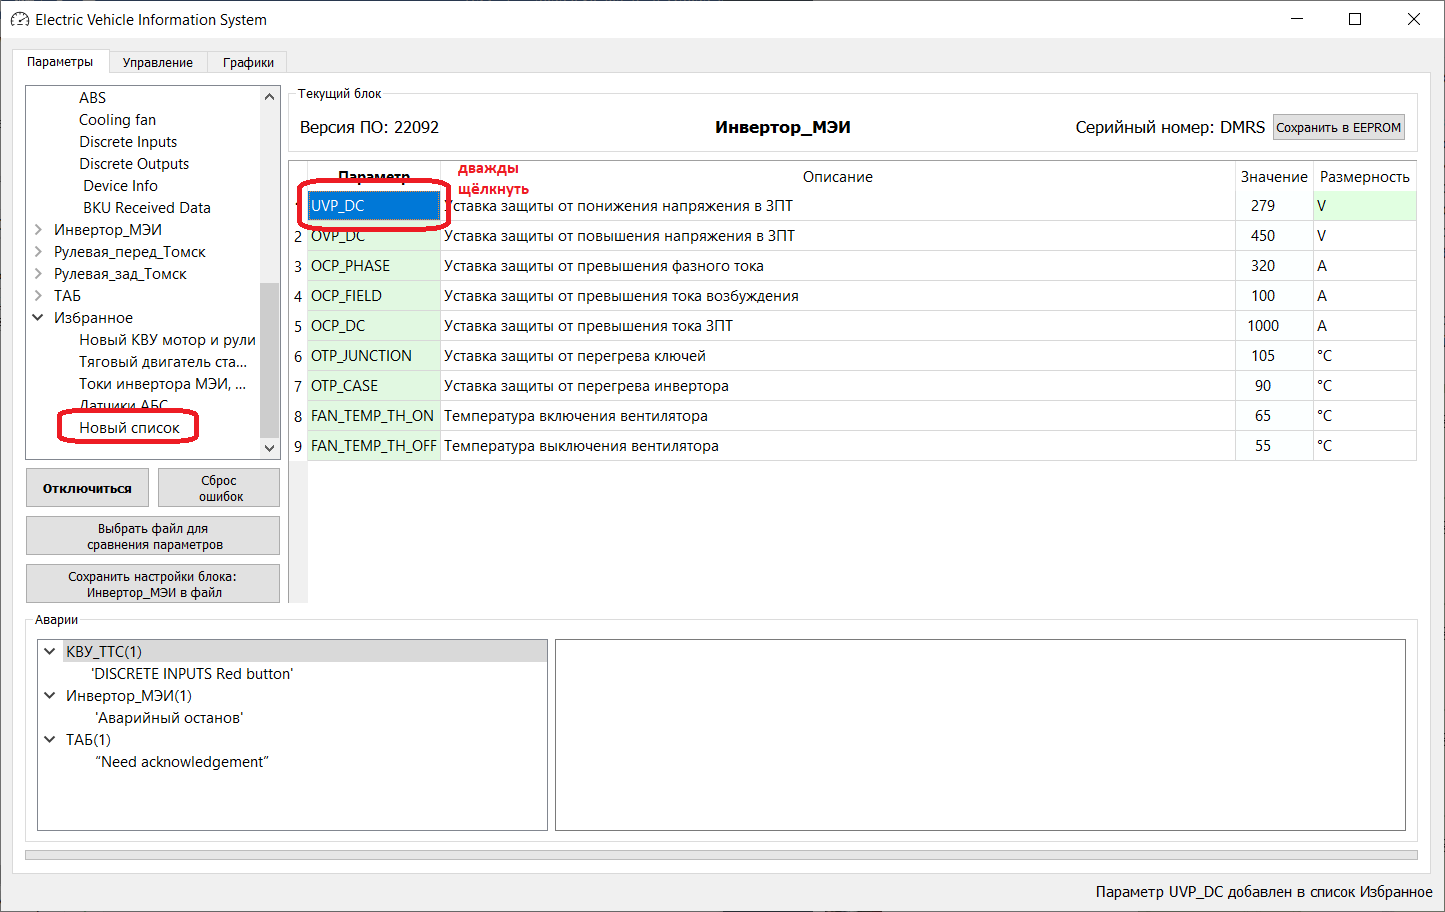 Electric Vehicle Information System
Параметры
Управление
Графики
ABS
Cooling fan
Discrete Inputs
Discrete Outputs
Device Info
BKU Received Data
Инвертор_МЭИ
Рулевая_перед_Томск
Рулевая_зад_Томск
ТАБ
Избранное
Новый КВУ мотор и рули
Тяговый двигатель ста...
Токи инвертора МЭИ, ...
Датчики АБС
Новый список
Отключиться
Сброс
ошибок
Выбрать файл для
сравнения параметров
Сохранить настройки блока:
Инвертор_МЭИ в файл
Текущий блок
Версия ПО: 22092
Инвертор_МЭИ
Серийный номер: DMRS
Сохранить в EEPROM
дважды
щёлкнуть
Параметр Описание Значение Размерность
UVP_DC Уставка защиты от понижения напряжения в ЗПТ 279 V
2 OVP_DC Уставка защиты от повышения напряжения в ЗПТ 450 V
3 OCP_PHASE Уставка защиты от превышения фазного тока 320 A
4 OCP_FIELD Уставка защиты от превышения тока возбуждения 100 A
5 OCP_DC Уставка защиты от превышения тока ЗПТ 1000 A
6 OTP_JUNCTION Уставка защиты от перегрева ключей 105 °C
7 OTP_CASE Уставка защиты от перегрева инвертора 90 °C
8 FAN_TEMP_TH_ON Температура включения вентилятора 65 °C
9 FAN_TEMP_TH_OFF Температура выключения вентилятора 55 °C
Аварии
КВУ_ТТС(1)
'DISCRETE INPUTS Red button'
Инвертор_МЭИ(1)
'Аварийный останов'
ТАБ(1)
“Need acknowledgement”
Параметр UVP_DC добавлен в список Избранное